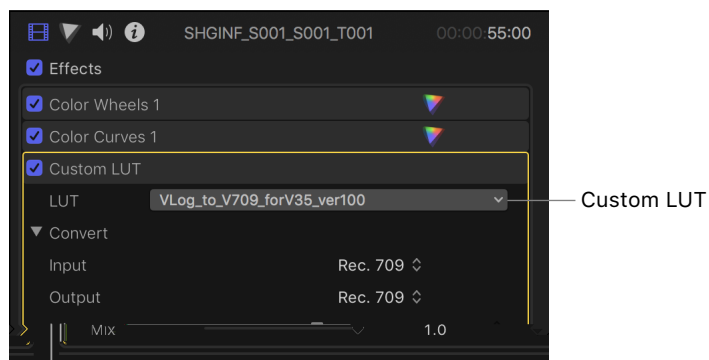 SHGINF_S001_S001_T001 00:00:55:00
Effects
Color Wheels 1
Color Curves 1
Custom LUT
LUT VLog_to_V709_forV35_ver100 Custom LUT
Convert
Input Rec. 709
Output Rec. 709
Mix 1.0